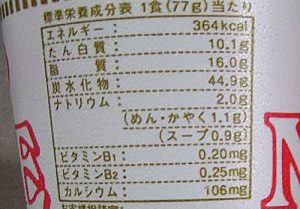 標準栄養成分表 1食(77g)当たり
エネルギー: 364kcal
たん白質: 10.1g
脂質: 16.0g
炭水化物: 44.9g
ナトリウム: 2.0g
(めん・かやく1.1g)
(スープ0.9g)
ビタミンB1: 0.20mg
ビタミンB2: 0.25mg
カルシウム: 106mg